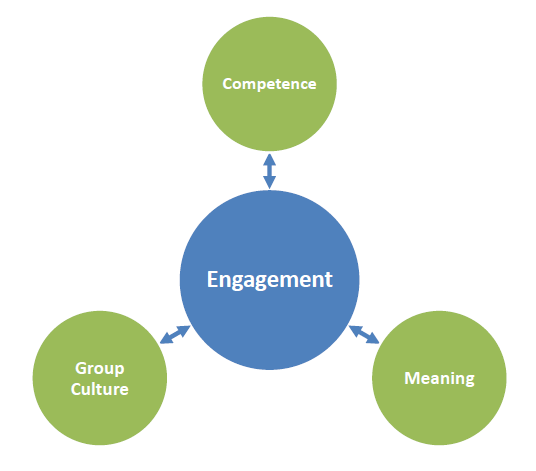 Competence
Engagement
Group
Culture
Meaning